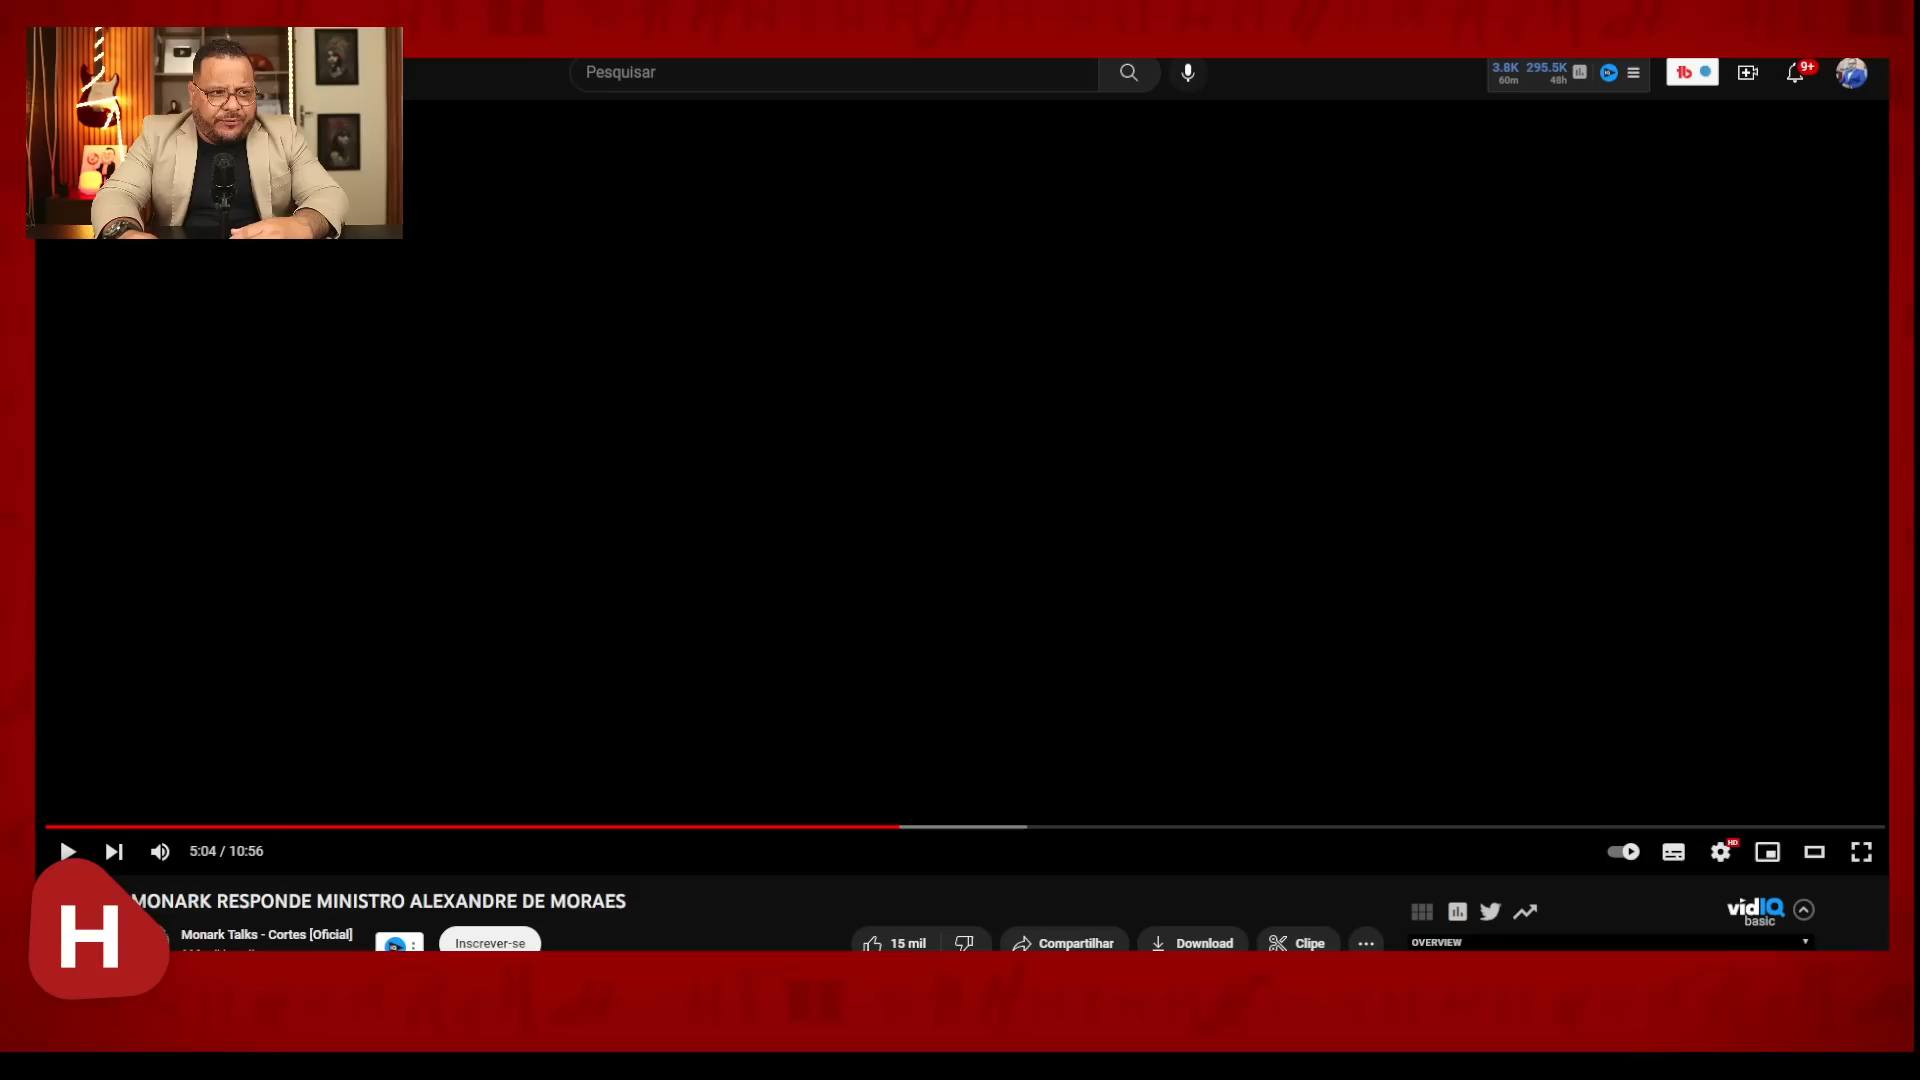 Pesquisar
3.8K 295.5K
60m 48h
9+
5:04 / 10:56
HD
MONARK RESPONDE MINISTRO ALEXANDRE DE MORAES
Monark Talks - Cortes [Oficial]
Inscrever-se
15 mil
Compartilhar
Download
Clipe
vidIQ
basic
OVERVIEW
H